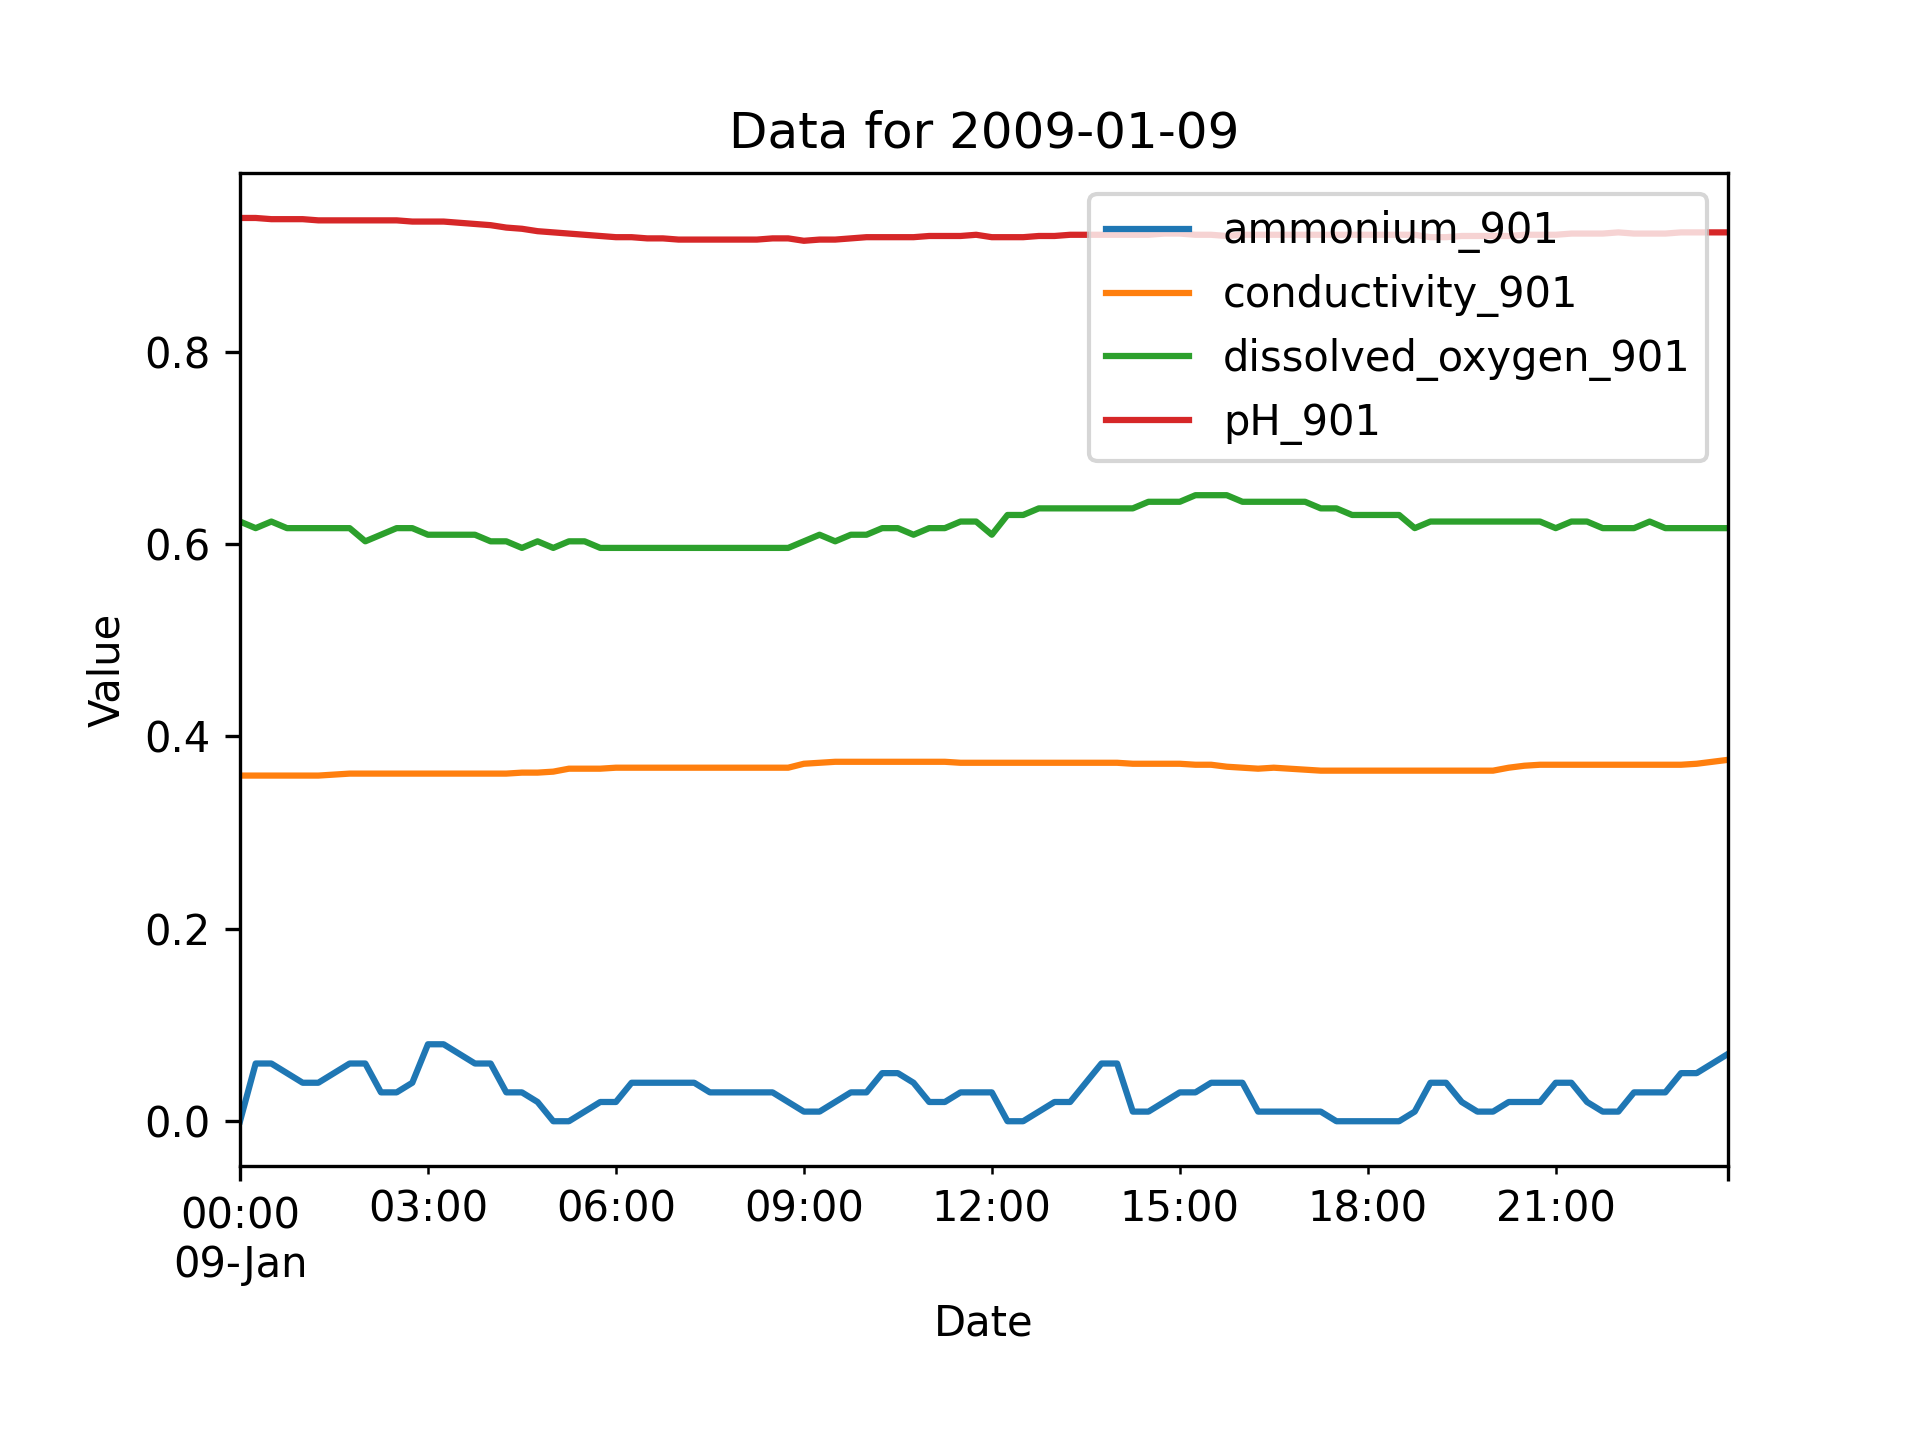 Data for 2009-01-09
ammonium_901
conductivity_901
dissolved_oxygen_901
pH_901
Value
0.8
0.6
0.4
0.2
0.0
00:00 03:00 06:00 09:00 12:00 15:00 18:00 21:00
09-Jan
Date